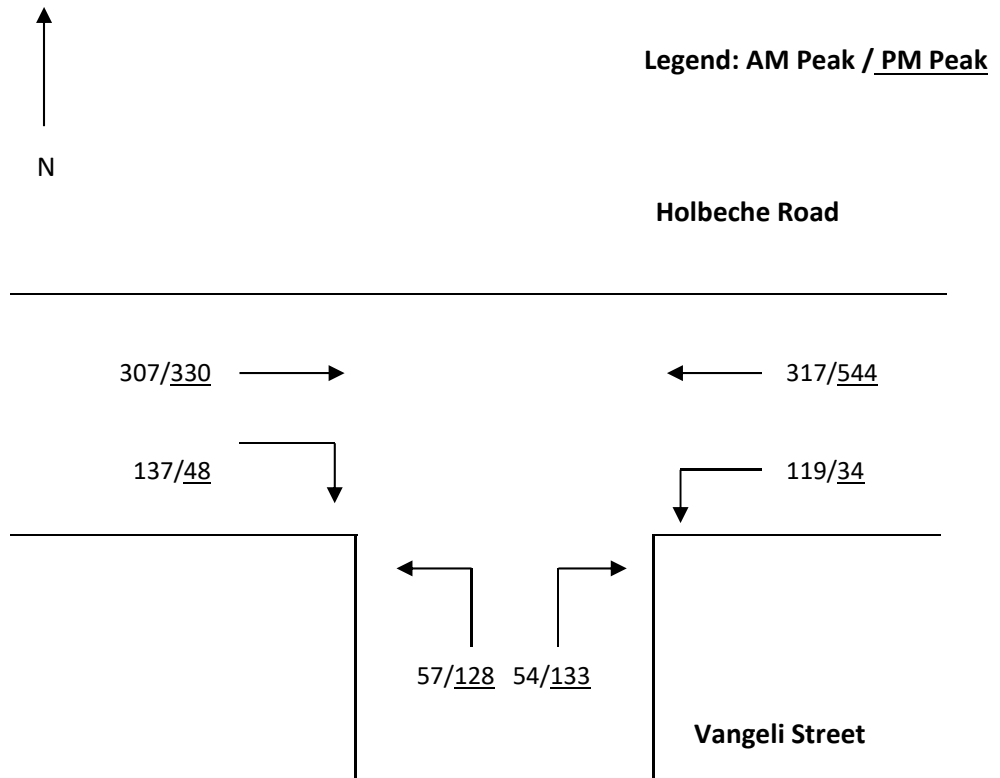 Legend: AM Peak / PM Peak
N
Holbeche Road
307/330
317/544
137/48
119/34
57/128
54/133
Vangeli Street